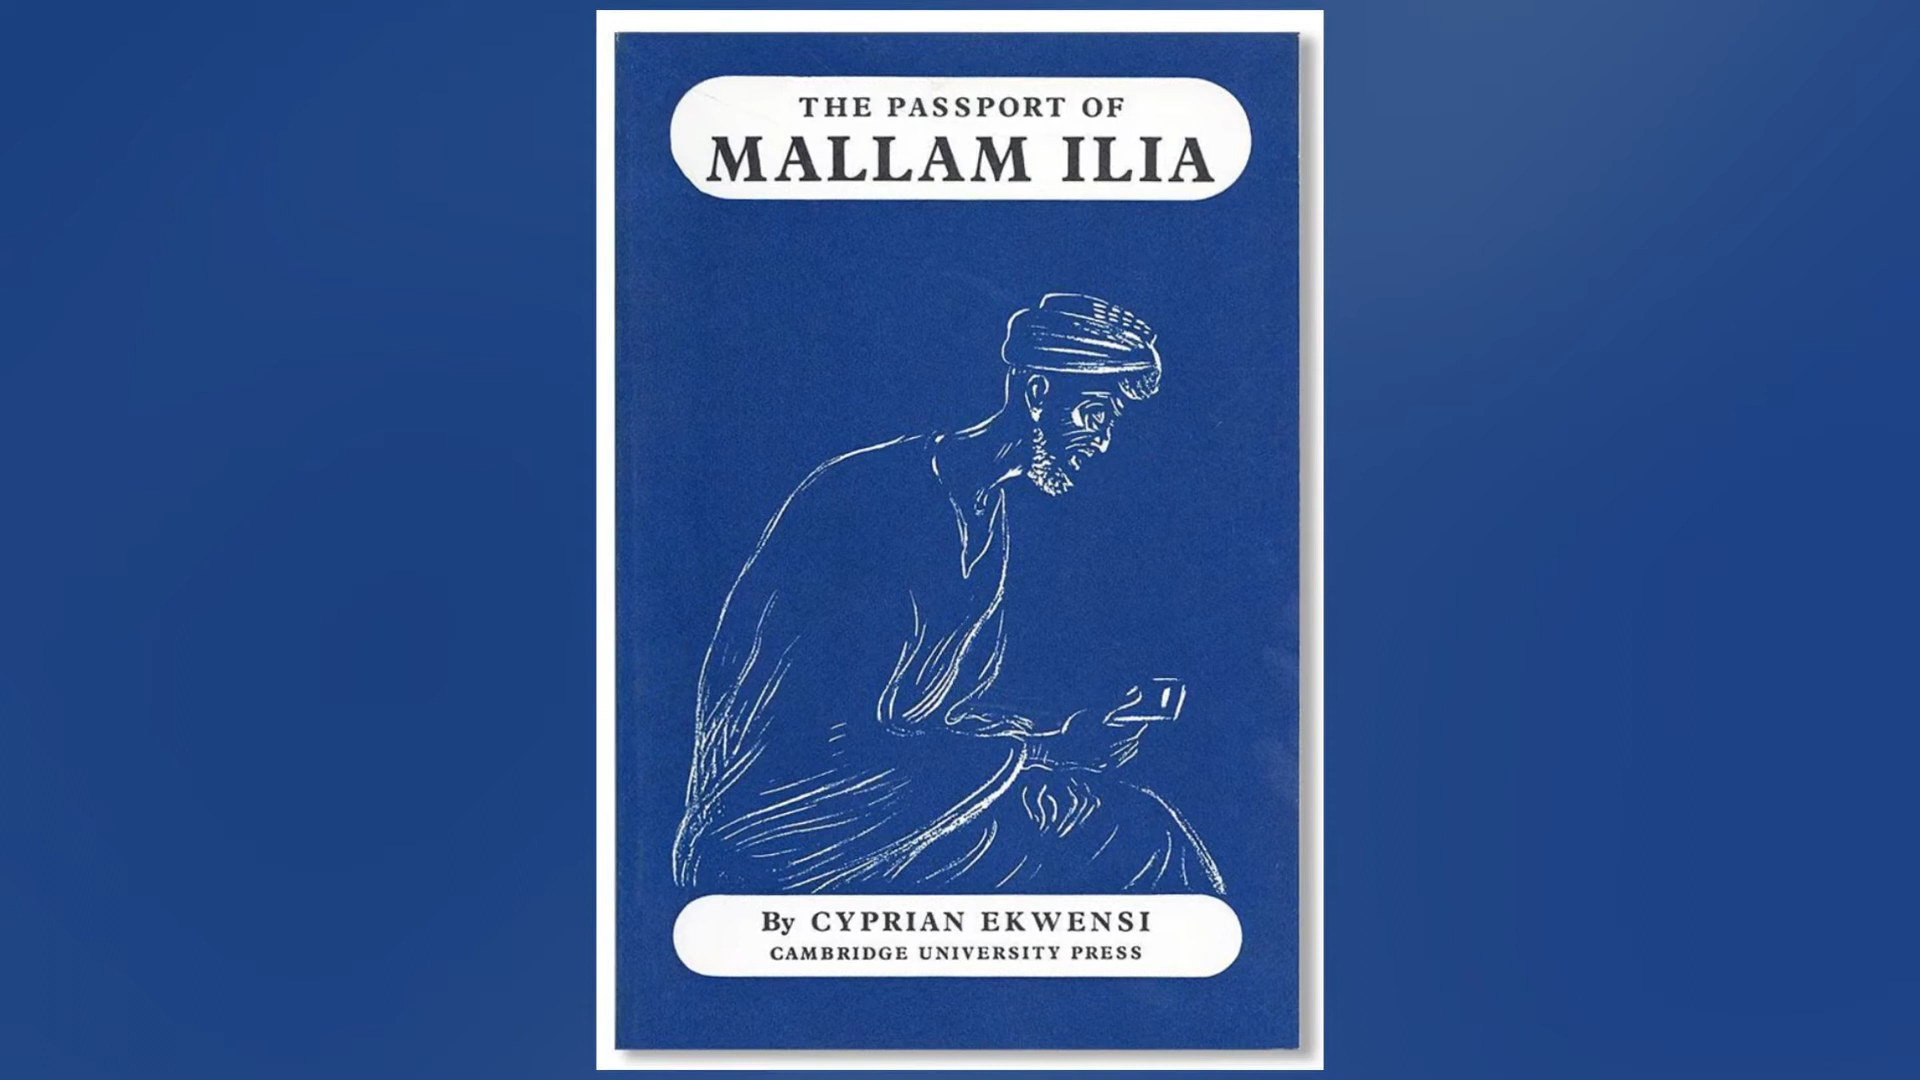 THE PASSPORT OF
MALLAM ILIA
By CYPRIAN EKWENSI
CAMBRIDGE UNIVERSITY PRESS